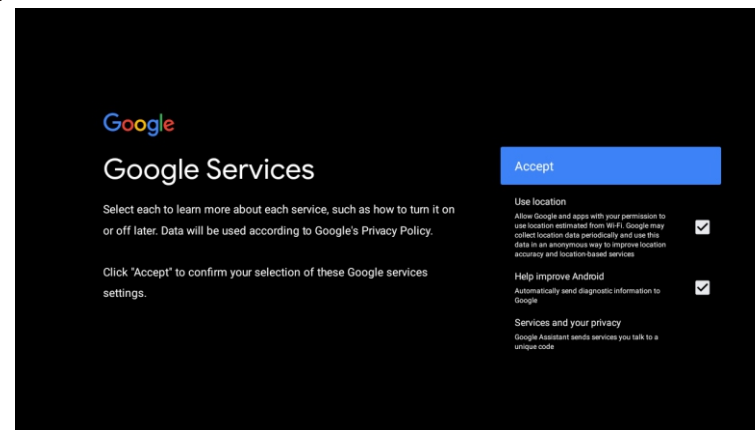 Google
Google Services
Select each to learn more about each service, such as how to turn it on
or off later. Data will be used according to Google's Privacy Policy.
Click "Accept" to confirm your selection of these Google services
settings.
Accept
Use location
Allow Google and apps with your permission to
use location estimated from Wi-Fi. Google may
collect location data periodically and use this
data in an anonymous way to improve location
accuracy and location-based services
Help improve Android
Automatically send diagnostic information to
Google
Services and your privacy
Google Assistant sends services you talk to a
unique code